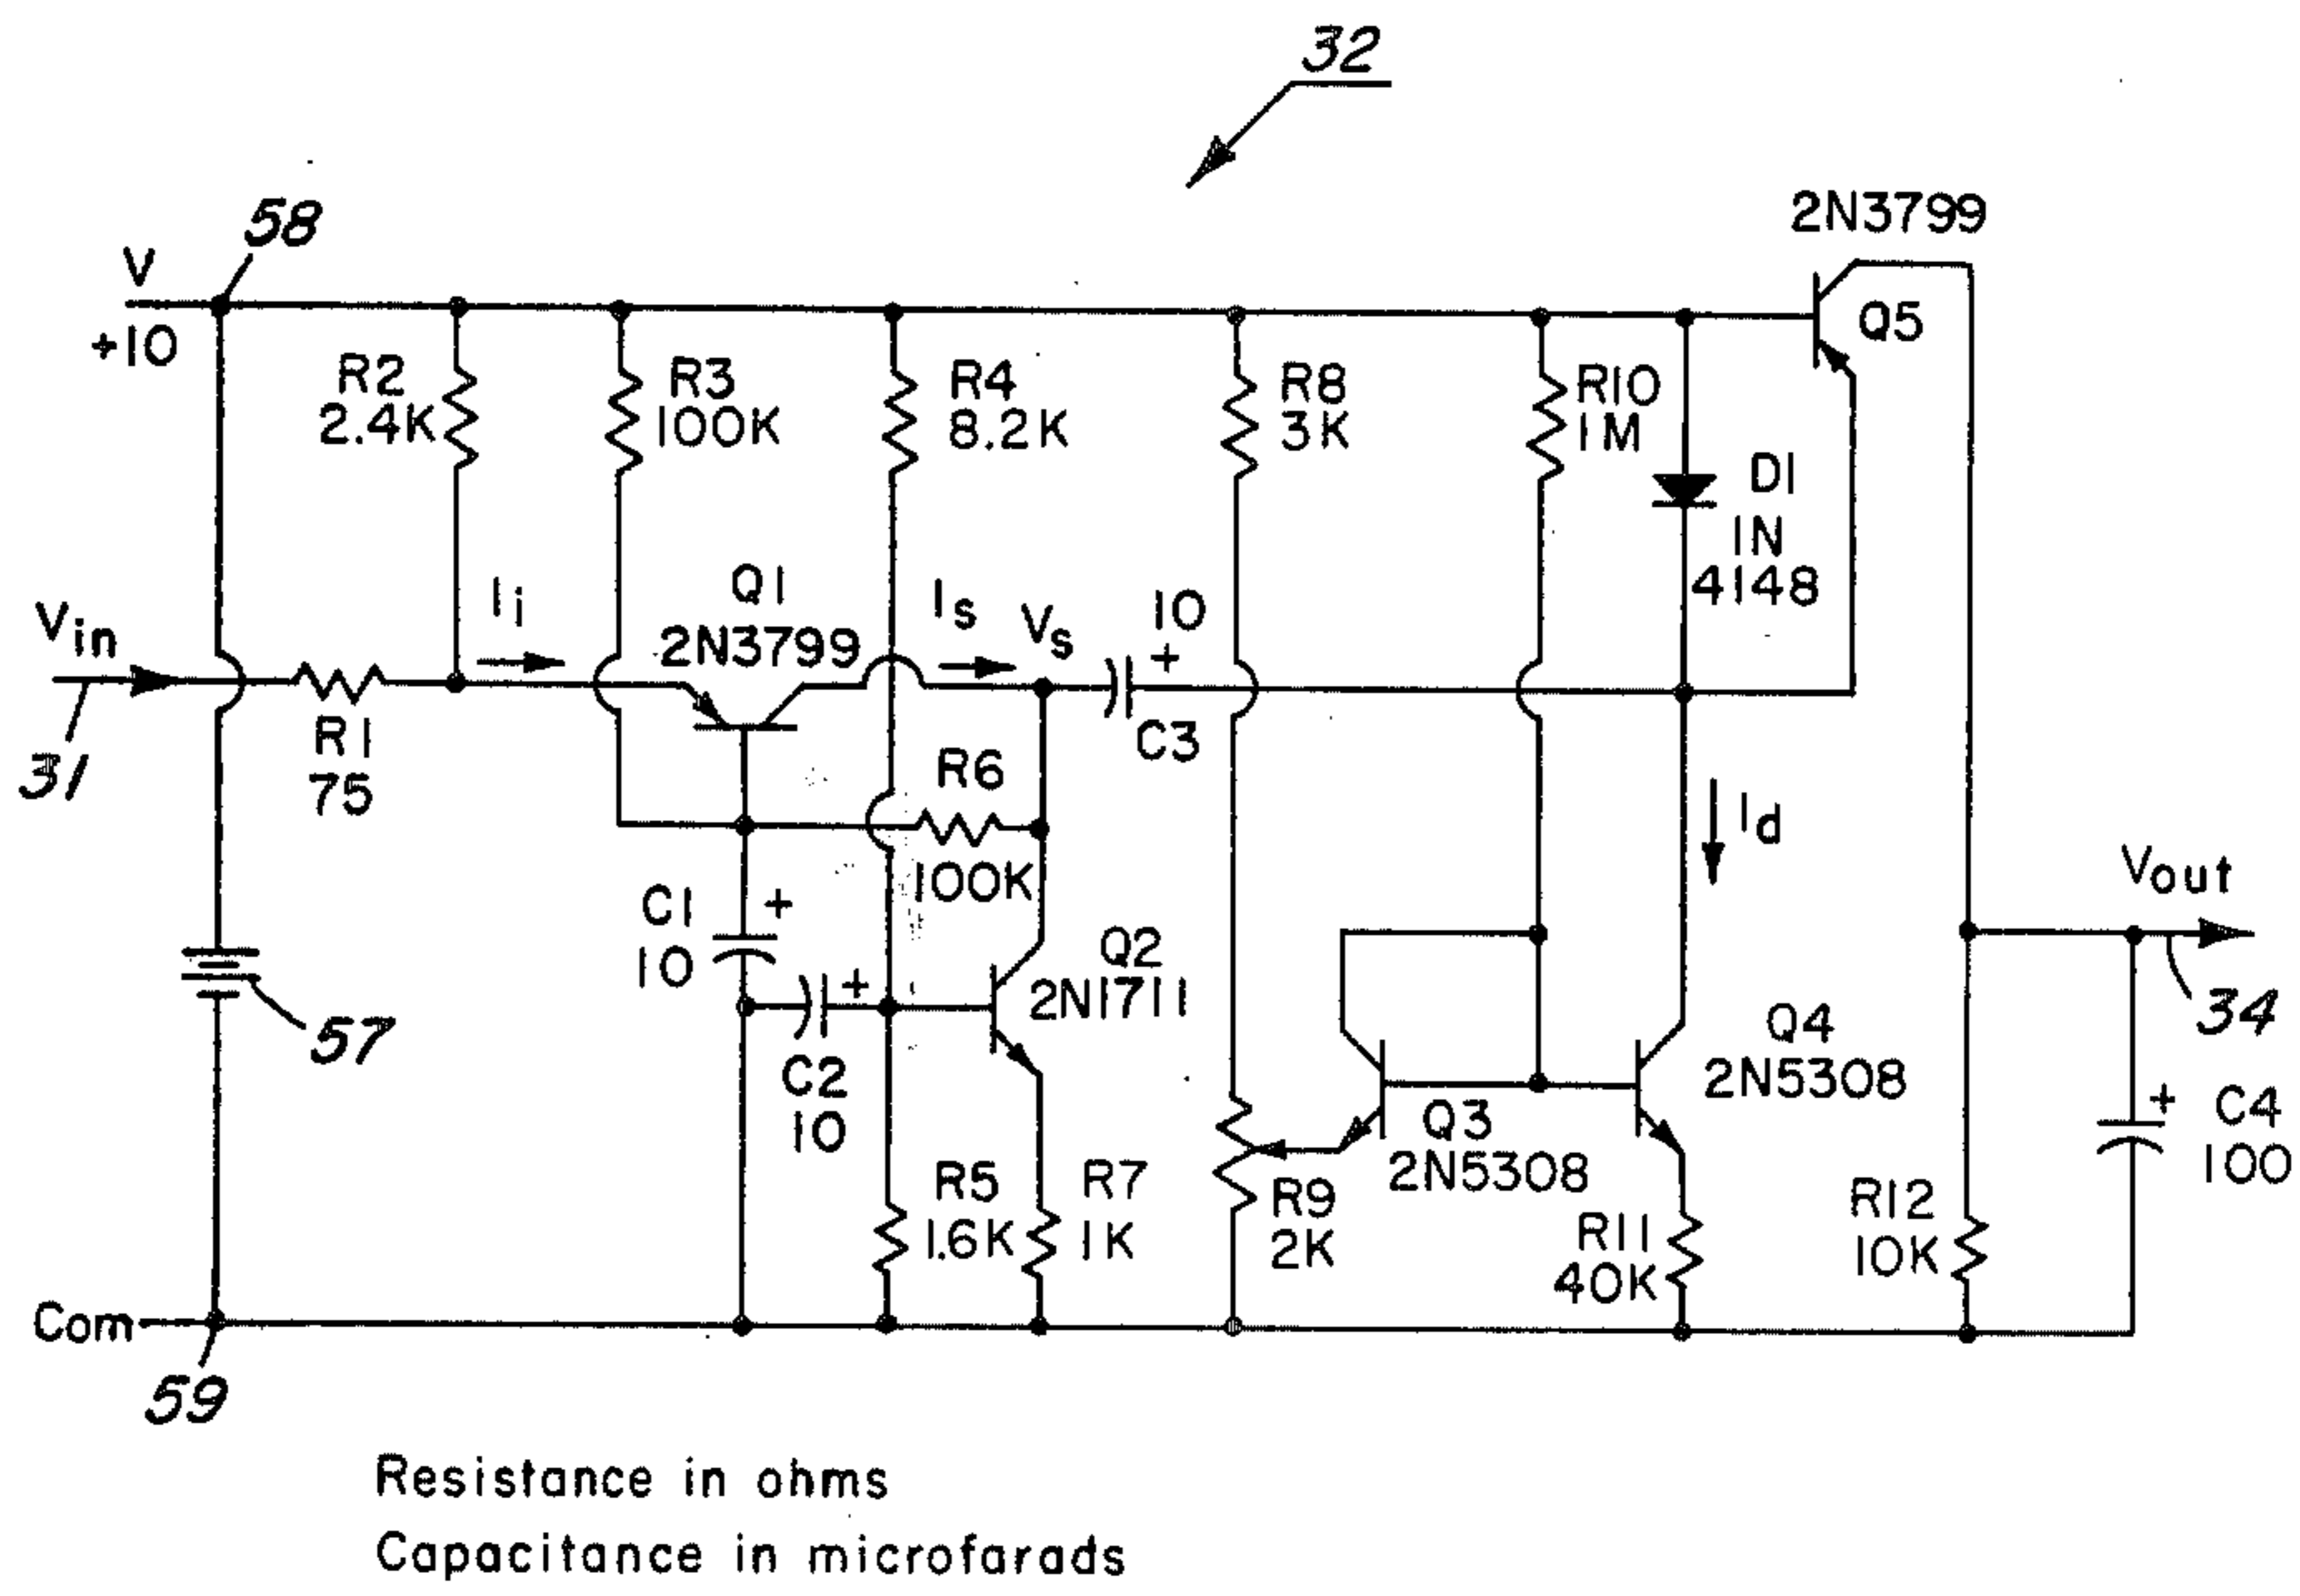 32
2N3799
58
V
+10
Q5
R2
2.4K
R3
100K
R4
8.2K
R8
3K
R10
1M
D1
1N
4148
Vin
Ii
Q1
2N3799
Is
Vs
10
+
C3
31
R1
75
R6
100K
Id
Vout
C1
+
10
Q2
2N1711
57
C2
+
10
34
Q4
2N5308
Q3
2N5308
C4
+
100
R5
1.6K
R7
1K
R9
2K
R11
40K
R12
10K
Com
59
Resistance in ohms
Capacitance in microfarads